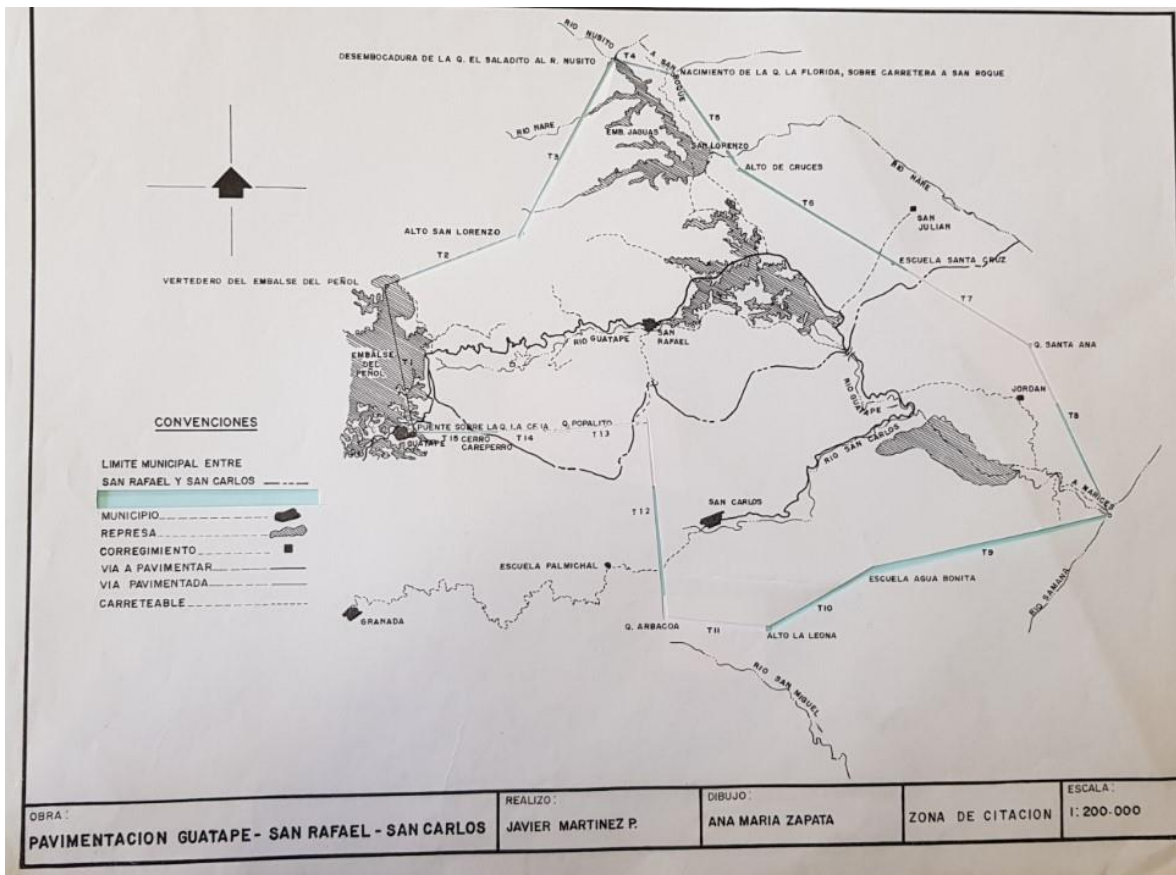 RIO NUSITO
T4
A SAN ROQUE
DESEMBOCADURA DE LA Q. EL SALADITO AL R. NUSITO
NACIMIENTO DE LA Q. LA FLORIDA, SOBRE CARRETERA A SAN ROQUE
RIO NARE
EMB. JAGUAS
T5
T3
SAN LORENZO
ALTO DE CRUCES
RIO NARE
T6
SAN
JULIAN
ALTO SAN LORENZO
T2
ESCUELA SANTA CRUZ
VERTEDERO DEL EMBALSE DEL PEÑOL
T7
RIO GUATAPE
SAN
RAFAEL
Q. SANTA ANA
EMBALSE
DEL
PEÑOL
T1
RIO GUATAPE
JORDAN
T8
PUENTE SOBRE LA Q. LA CEJA
Q. POPALITO
GUATAPE
T15
CERRO
CAREPERRO
T14
T13
RIO SAN CARLOS
CONVENCIONES
LIMITE MUNICIPAL ENTRE
SAN RAFAEL Y SAN CARLOS
MUNICIPIO
REPRESA
CORREGIMIENTO
VIA A PAVIMENTAR
VIA PAVIMENTADA
CARRETEABLE
A. NARICES
T12
SAN CARLOS
T9
ESCUELA PALMICHAL
ESCUELA AGUA BONITA
RIO SAMANA
T10
GRANADA
Q. ARBACOA
T11
ALTO LA LEONA
RIO SAN MIGUEL
OBRA:
PAVIMENTACION GUATAPE - SAN RAFAEL - SAN CARLOS
REALIZO:
JAVIER MARTINEZ P.
DIBUJO:
ANA MARIA ZAPATA
ZONA DE CITACION
ESCALA:
1:200.000